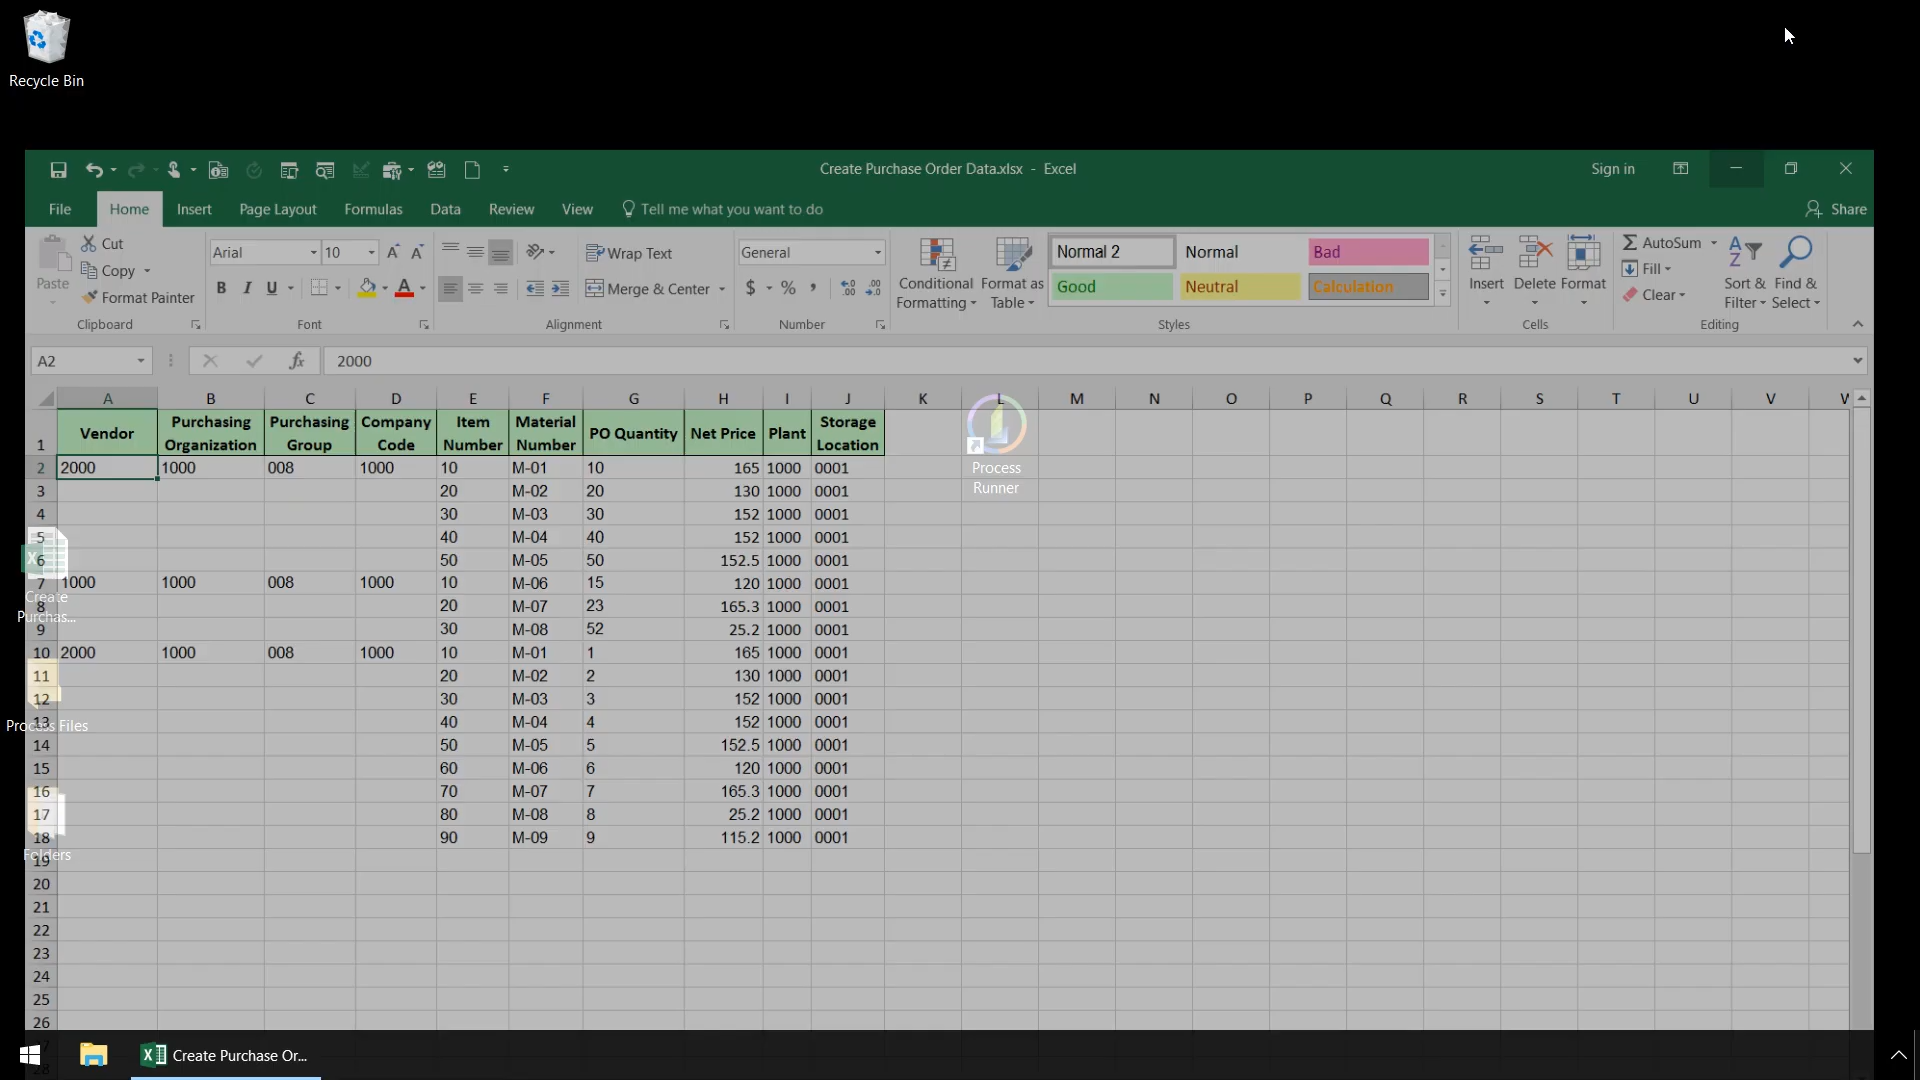 Recycle Bin
Create Purchase Order Data.xlsx - Excel
Sign in
File Home Insert Page Layout Formulas Data Review View Tell me what you want to do Share
Paste
Cut
Copy
Format Painter
Clipboard
Arial 10
B I U A
Font
Wrap Text
Merge & Center
Alignment
General
$ % ,
Number
Conditional Formatting
Format as Table
Normal 2 Normal Bad
Good Neutral Calculation
Styles
Insert Delete Format
Cells
AutoSum
Fill
Clear
Sort & Filter
Find & Select
Editing
A2 fx 2000
A B C D E F G H I J K L M N O P Q R S T U V W
1 Vendor Purchasing Organization Purchasing Group Company Code Item Number Material Number PO Quantity Net Price Plant Storage Location
2 2000 1000 008 1000 10 M-01 10 165 1000 0001
3 20 M-02 20 130 1000 0001
4 30 M-03 30 152 1000 0001
5 40 M-04 40 152 1000 0001
6 50 M-05 50 152.5 1000 0001
7 1000 1000 008 1000 10 M-06 15 120 1000 0001
8 20 M-07 23 165.3 1000 0001
9 30 M-08 52 25.2 1000 0001
10 2000 1000 008 1000 10 M-01 1 165 1000 0001
11 20 M-02 2 130 1000 0001
12 30 M-03 3 152 1000 0001
13 40 M-04 4 152 1000 0001
14 50 M-05 5 152.5 1000 0001
15 60 M-06 6 120 1000 0001
16 70 M-07 7 165.3 1000 0001
17 80 M-08 8 25.2 1000 0001
18 90 M-09 9 115.2 1000 0001
19
20
21
22
23
24
25
26
28
Process
Runner
Create
Purchas...
Process Files
Folders
Create Purchase Or...